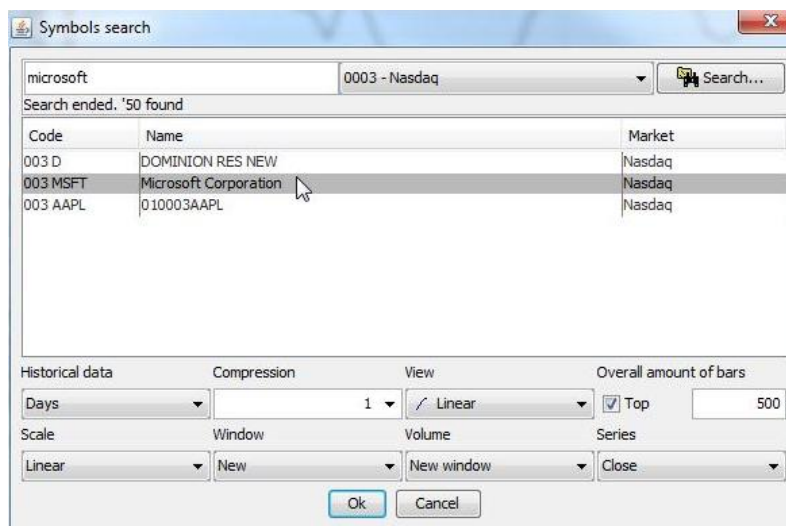 Symbols search
microsoft 0003 - Nasdaq Search...
Search ended. '50 found
Code Name Market
003 D DOMINION RES NEW Nasdaq
003 MSFT Microsoft Corporation Nasdaq
003 AAPL 010003AAPL Nasdaq
Historical data Compression View Overall amount of bars
Days 1 Linear Top 500
Scale Window Volume Series
Linear New New window Close
Ok Cancel